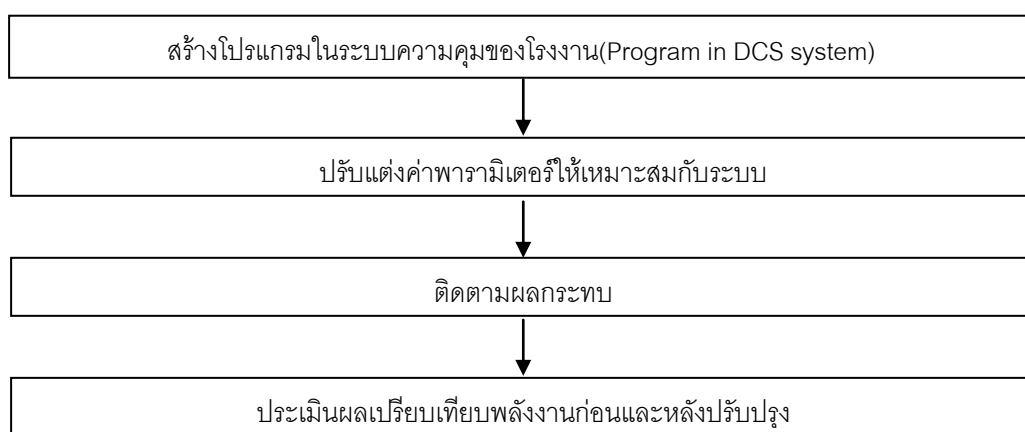 สร้างโปรแกรมในระบบความคุมของโรงงาน(Program in DCS system)
ปรับแต่งค่าพารามิเตอร์ให้เหมาะสมกับระบบ
ติดตามผลกระทบ
ประเมินผลเปรียบเทียบพลังงานก่อนและหลังปรับปรุง